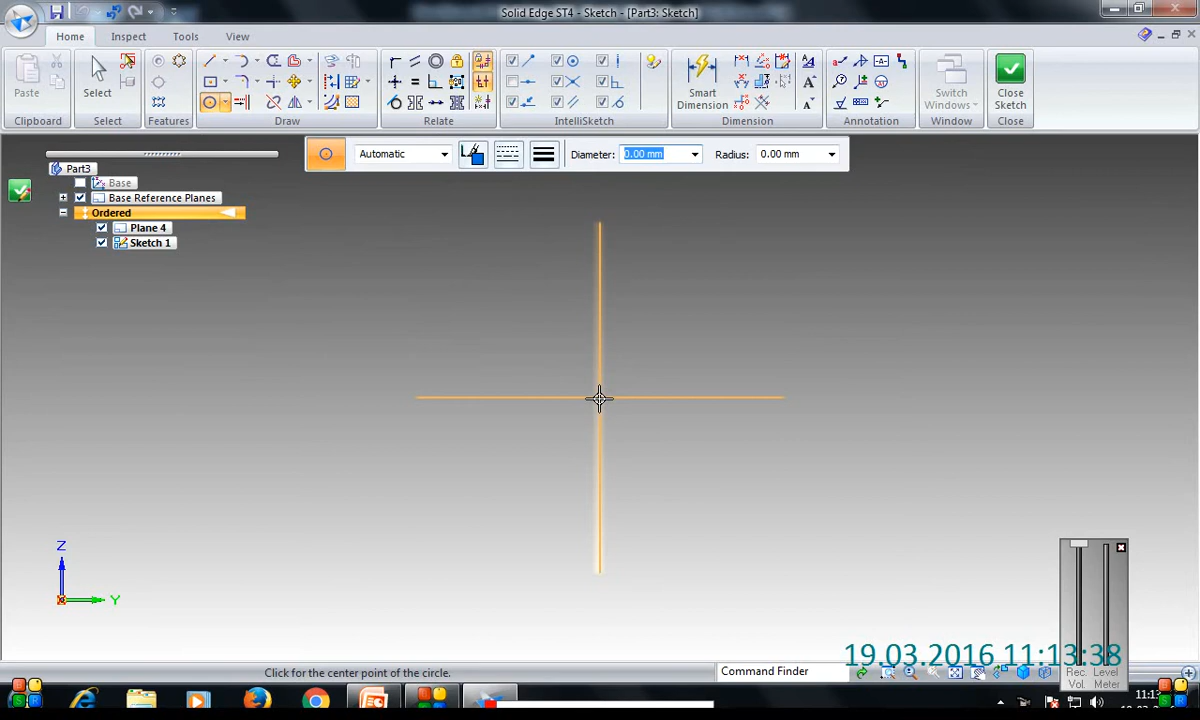 Solid Edge ST4 - Sketch - [Part3: Sketch]
Home Inspect Tools View
Paste
Select
Smart Dimension
Switch Windows
Close Sketch
Clipboard Select Features Draw Relate IntelliSketch Dimension Annotation Window Close
Automatic Diameter: 0.00 mm Radius: 0.00 mm
Part3
Base
Base Reference Planes
Ordered
Plane 4
Sketch 1
Z
Y
19.03.2016 11:13:38
Click for the center point of the circle.
Command Finder
Rec. Vol.
Level Meter